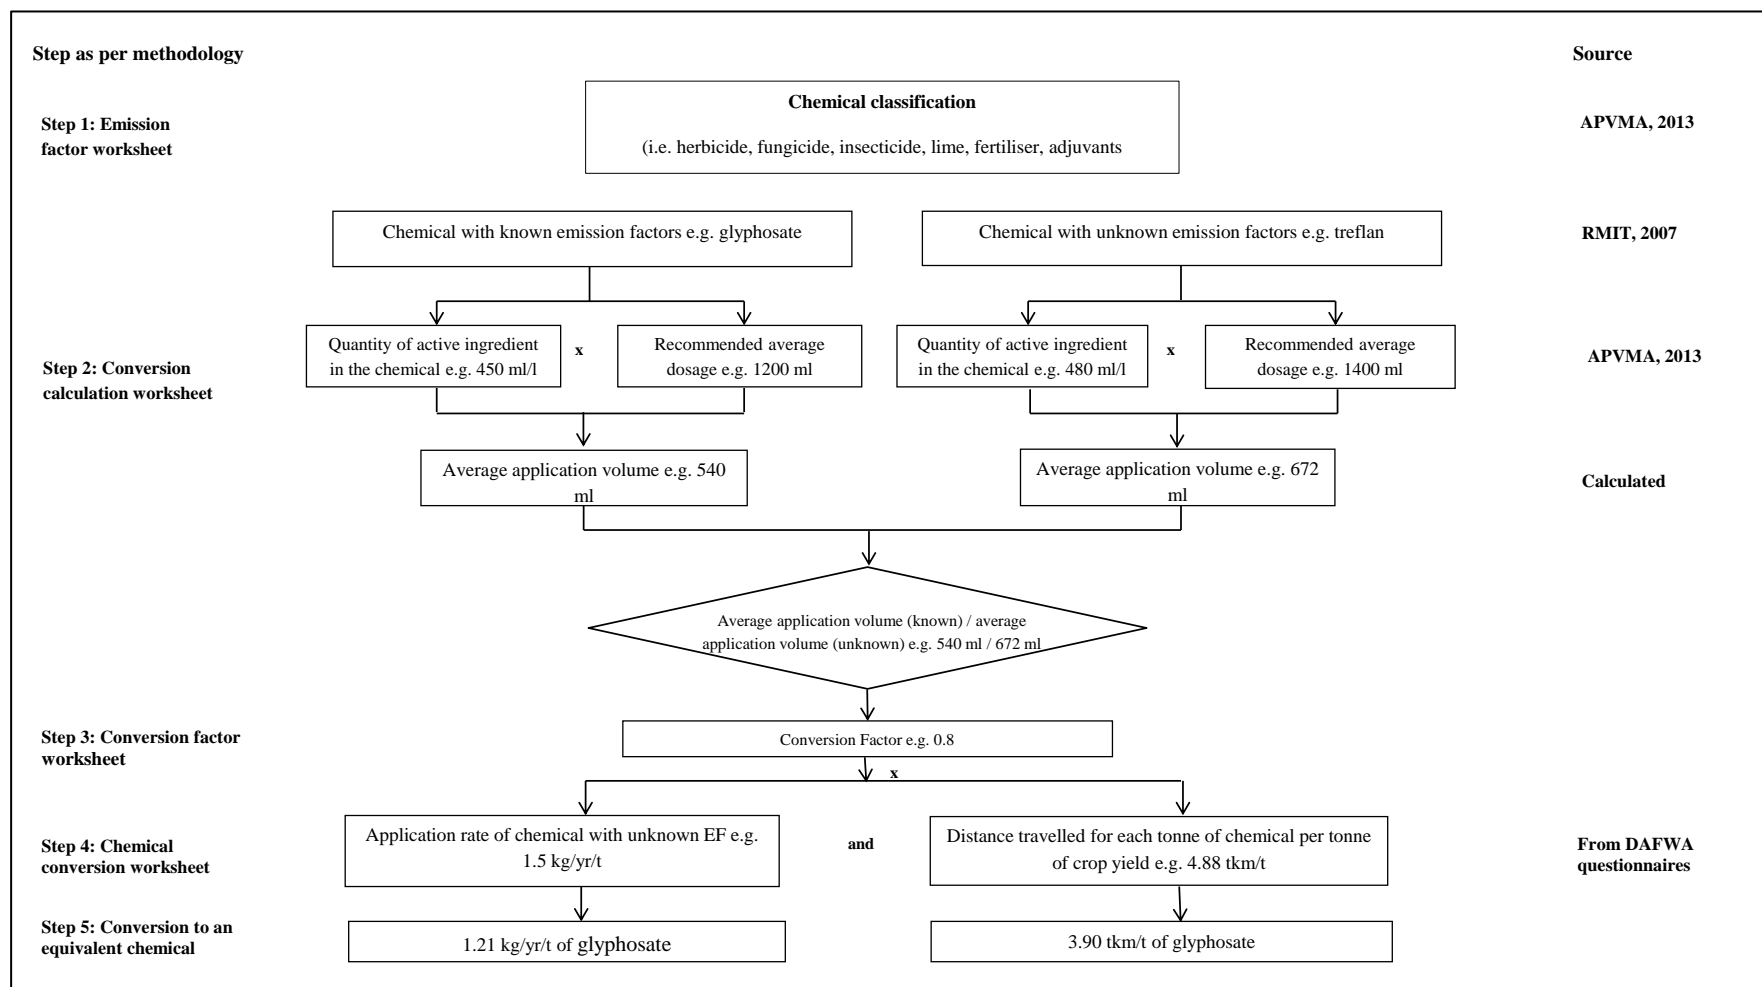 Step as per methodology
Source
Chemical classification
(i.e. herbicide, fungicide, insecticide, lime, fertiliser, adjuvants
Step 1: Emission
factor worksheet
APVMA, 2013
Chemical with known emission factors e.g. glyphosate
Chemical with unknown emission factors e.g. treflan
RMIT, 2007
Quantity of active ingredient
in the chemical e.g. 450 ml/l
x
Recommended average
dosage e.g. 1200 ml
Quantity of active ingredient
in the chemical e.g. 480 ml/l
x
Recommended average
dosage e.g. 1400 ml
Step 2: Conversion
calculation worksheet
APVMA, 2013
Average application volume e.g. 540
ml
Average application volume e.g. 672
ml
Calculated
Average application volume (known) / average
application volume (unknown) e.g. 540 ml / 672 ml
Step 3: Conversion factor
worksheet
Conversion Factor e.g. 0.8
x
Step 4: Chemical
conversion worksheet
Application rate of chemical with unknown EF e.g.
1.5 kg/yr/t
and
Distance travelled for each tonne of chemical per tonne
of crop yield e.g. 4.88 tkm/t
From DAFWA
questionnaires
Step 5: Conversion to an
equivalent chemical
1.21 kg/yr/t of glyphosate
3.90 tkm/t of glyphosate